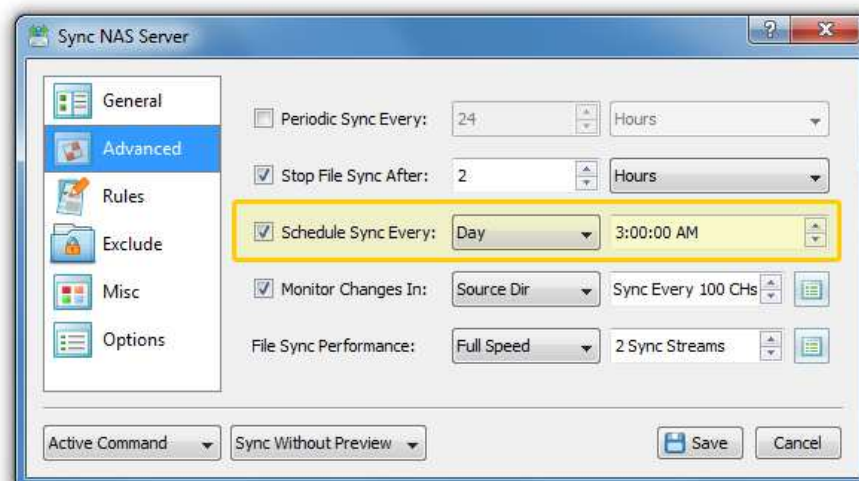 Sync NAS Server
General
Advanced
Rules
Exclude
Misc
Options
Periodic Sync Every: 24 Hours
Stop File Sync After: 2 Hours
Schedule Sync Every: Day 3:00:00 AM
Monitor Changes In: Source Dir Sync Every 100 CHs
File Sync Performance: Full Speed 2 Sync Streams
Active Command Sync Without Preview Save Cancel